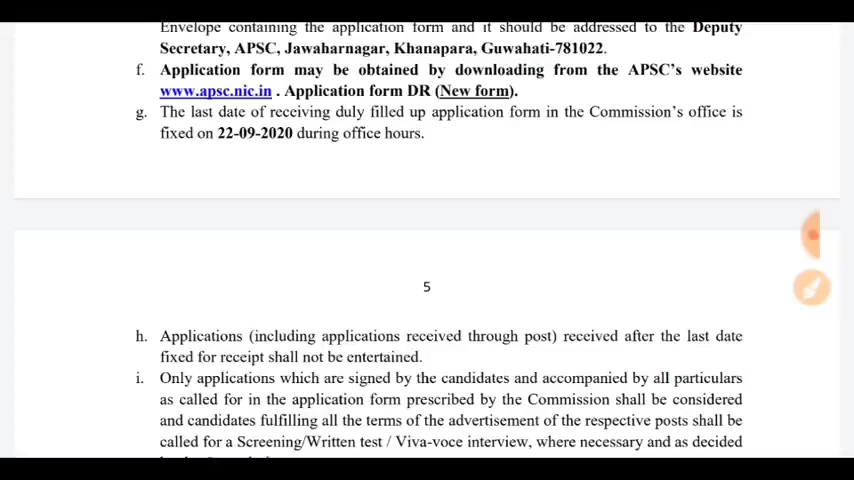 Envelope containing the application form and it should be addressed to the Deputy
Secretary, APSC, Jawaharnagar, Khanapara, Guwahati-781022.
f. Application form may be obtained by downloading from the APSC's website
www.apsc.nic.in . Application form DR (New form).
g. The last date of receiving duly filled up application form in the Commission's office is
fixed on 22-09-2020 during office hours.
5
h. Applications (including applications received through post) received after the last date
fixed for receipt shall not be entertained.
i. Only applications which are signed by the candidates and accompanied by all particulars
as called for in the application form prescribed by the Commission shall be considered
and candidates fulfilling all the terms of the advertisement of the respective posts shall be
called for a Screening/Written test / Viva-voce interview, where necessary and as decided